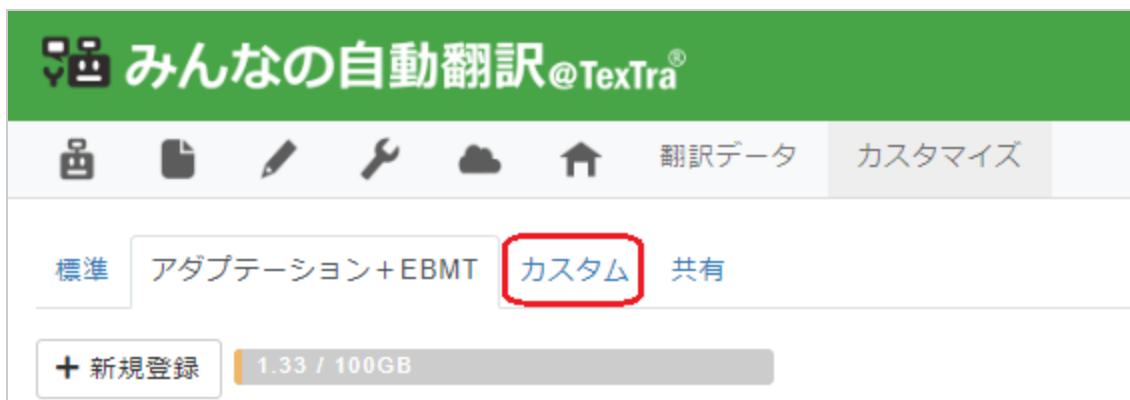 みんなの自動翻訳@TexTra®
翻訳データ カスタマイズ
標準 アダプテーション+EBMT カスタム 共有
+ 新規登録 1.33 / 100GB